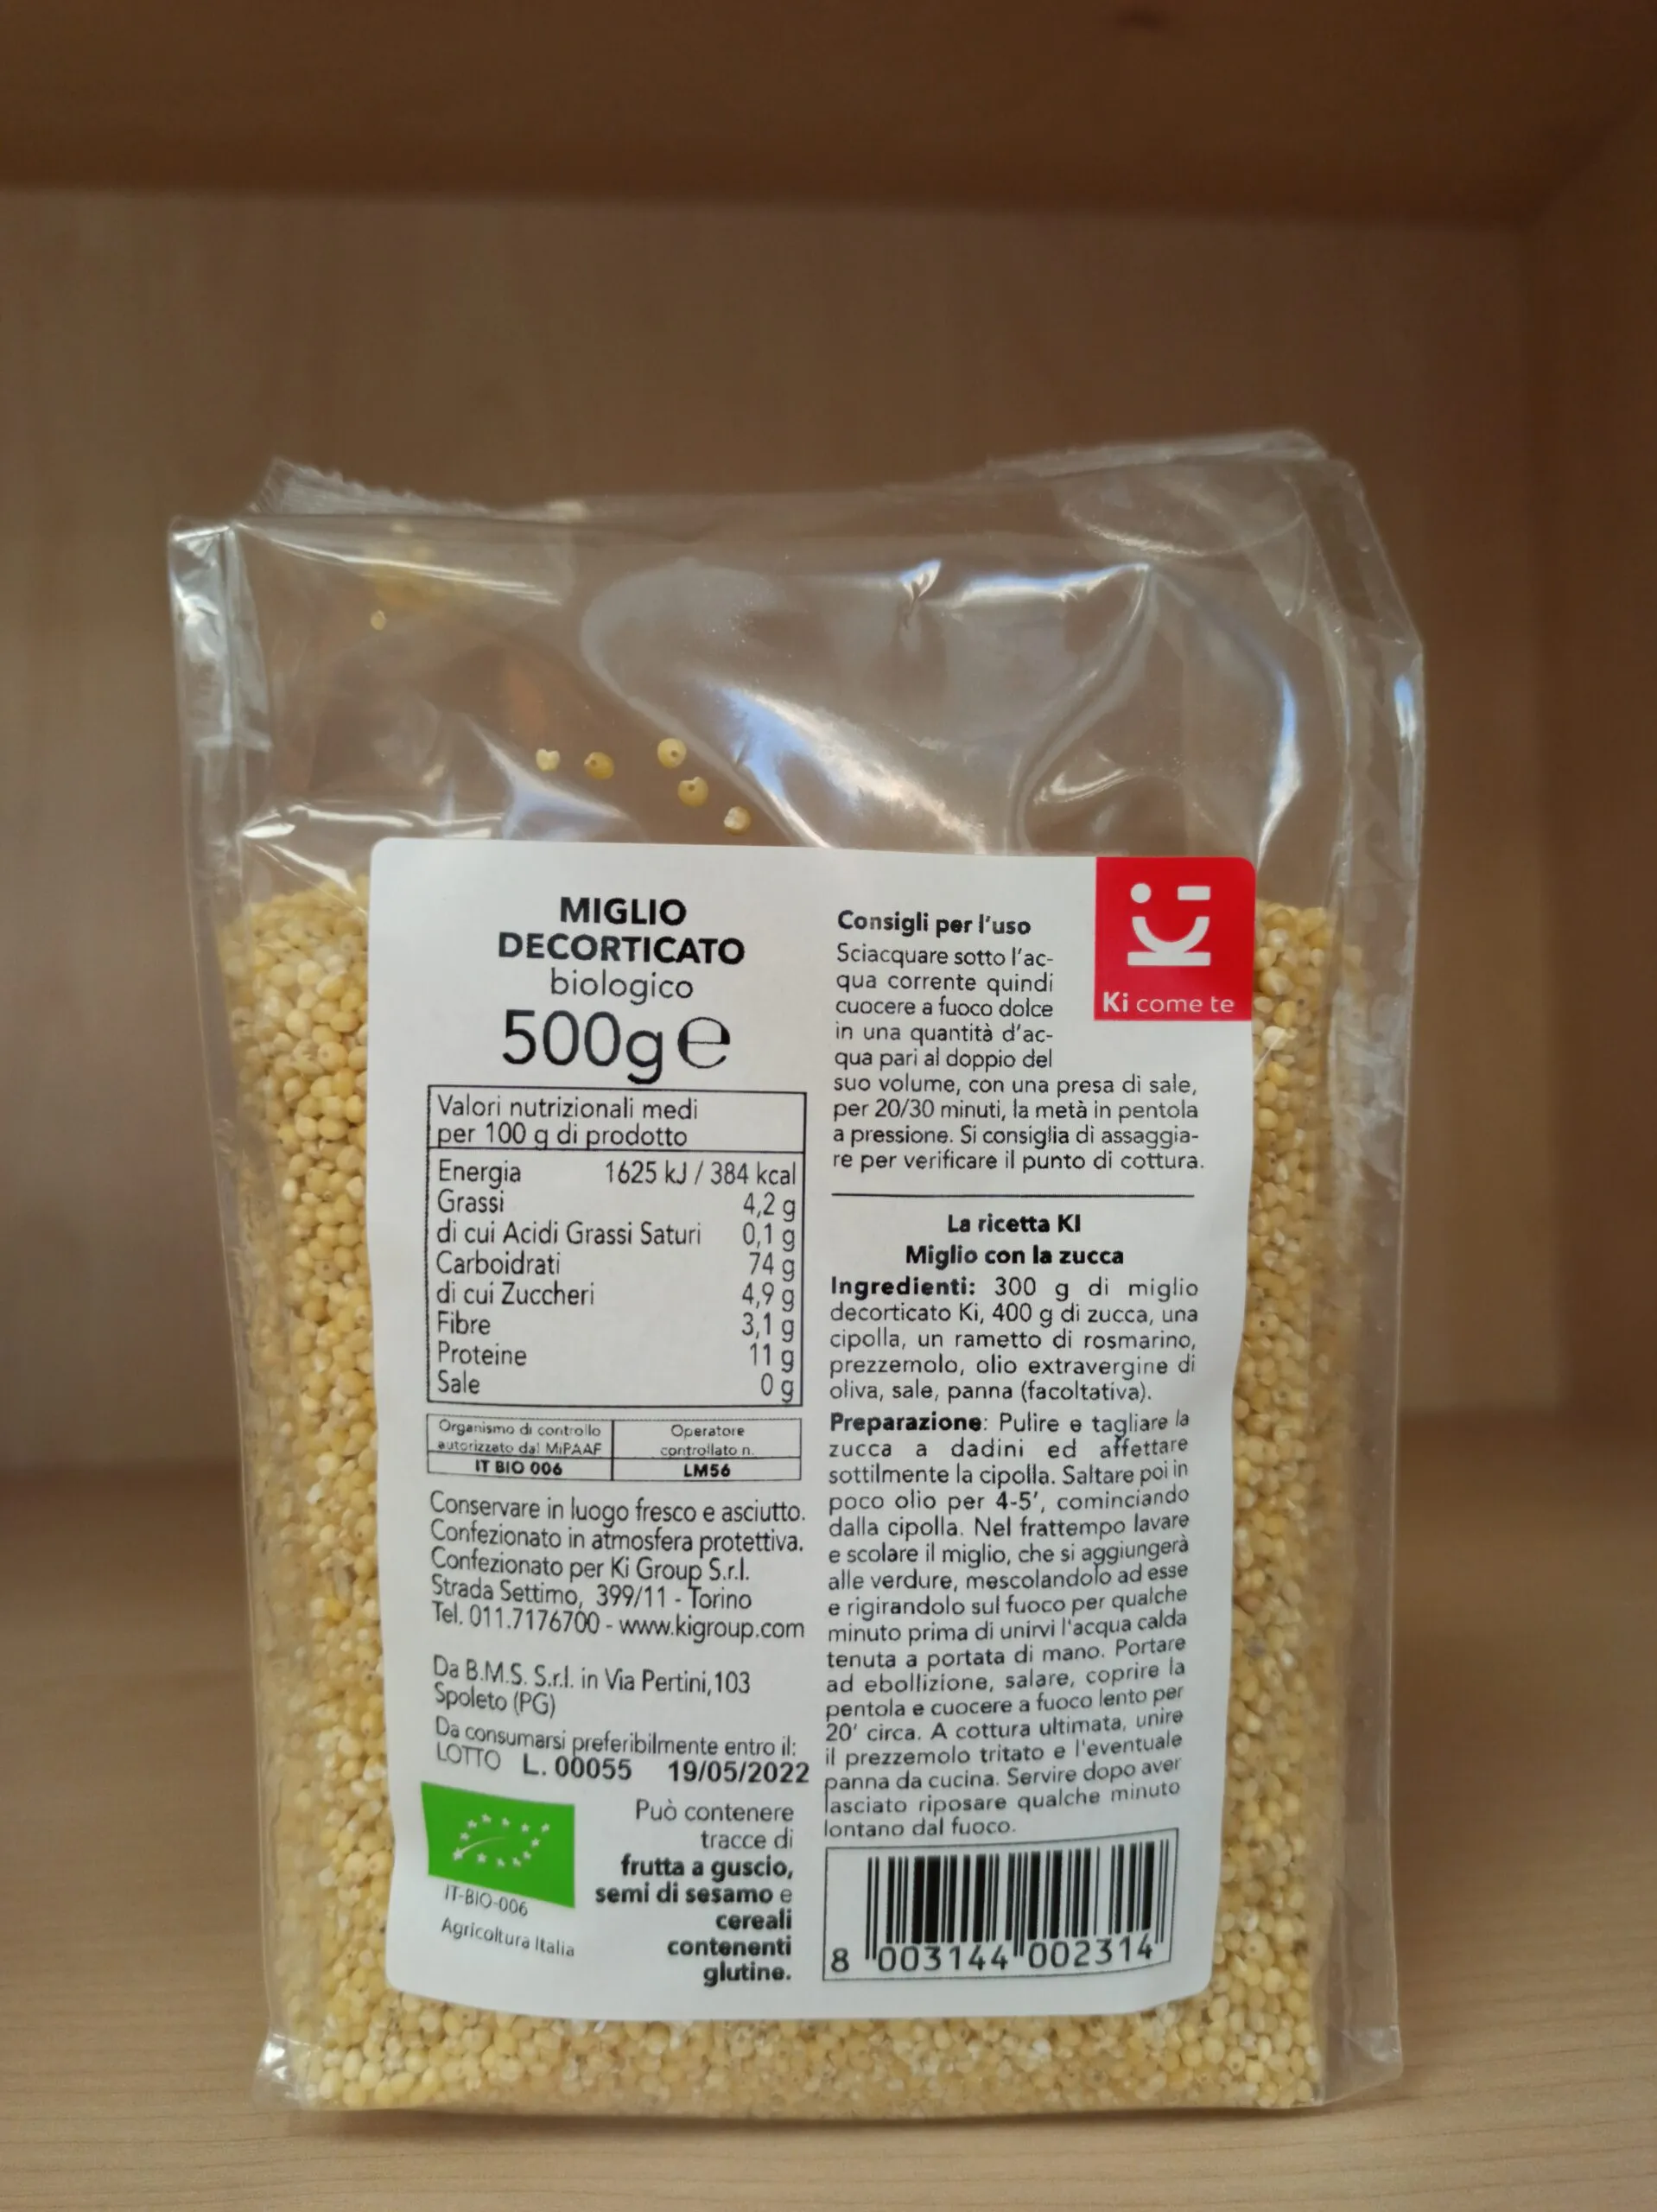 MIGLIO
DECORTICATO
biologico
500g e
Valori nutrizionali medi
per 100 g di prodotto
Energia 1625 kJ / 384 kcal
Grassi 4,2 g
di cui Acidi Grassi Saturi 0,1 g
Carboidrati 74 g
di cui Zuccheri 4,9 g
Fibre 3,1 g
Proteine 11 g
Sale 0 g
Organismo di controllo
autorizzato dal MiPAAF
IT BIO 006
Operatore
controllato n.
LM56
Conservare in luogo fresco e asciutto.
Confezionato in atmosfera protettiva.
Confezionato per Ki Group S.r.l.
Strada Settimo, 399/11 - Torino
Tel. 011.7176700 - www.kigroup.com
Da B.M.S. S.r.l. in Via Pertini,103
Spoleto (PG)
Da consumarsi preferibilmente entro il:
LOTTO L. 00055 19/05/2022
IT-BIO-006
Agricoltura Italia
Può contenere
tracce di
frutta a guscio,
semi di sesamo e
cereali
contenenti
glutine.
Ki
Ki come te
Consigli per l'uso
Sciacquare sotto l'ac-
qua corrente quindi
cuocere a fuoco dolce
in una quantità d'ac-
qua pari al doppio del
suo volume, con una presa di sale,
per 20/30 minuti, la metà in pentola
a pressione. Si consiglia di assaggia-
re per verificare il punto di cottura.
La ricetta KI
Miglio con la zucca
Ingredienti: 300 g di miglio
decorticato Ki, 400 g di zucca, una
cipolla, un rametto di rosmarino,
prezzemolo, olio extravergine di
oliva, sale, panna (facoltativa).
Preparazione: Pulire e tagliare la
zucca a dadini ed affettare
sottilmente la cipolla. Saltare poi in
poco olio per 4-5', cominciando
dalla cipolla. Nel frattempo lavare
e scolare il miglio, che si aggiungerà
alle verdure, mescolandolo ad esse
e rigirandolo sul fuoco per qualche
minuto prima di unirvi l'acqua calda
tenuta a portata di mano. Portare
ad ebollizione, salare, coprire la
pentola e cuocere a fuoco lento per
20' circa. A cottura ultimata, unire
il prezzemolo tritato e l'eventuale
panna da cucina. Servire dopo aver
lasciato riposare qualche minuto
lontano dal fuoco.
8 003144 002314